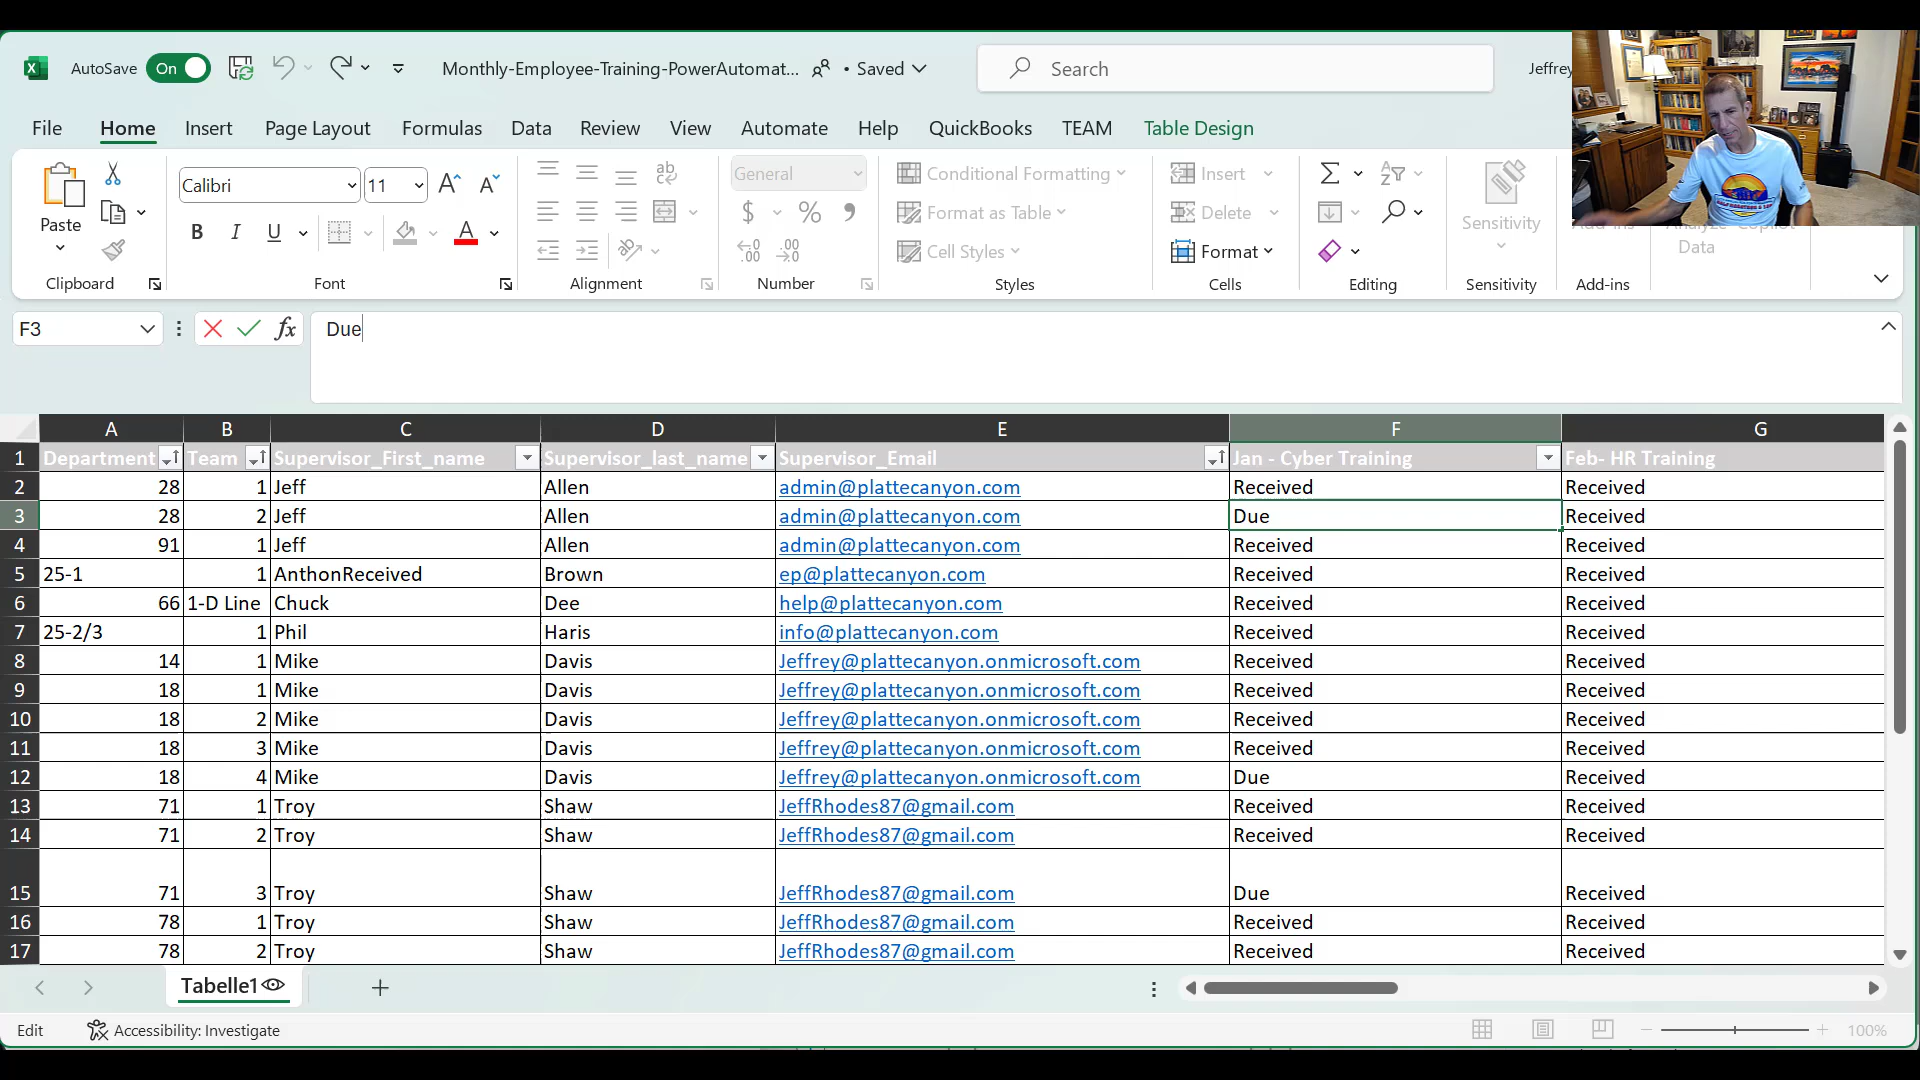 AutoSave On Monthly-Employee-Training-PowerAutomat... • Saved Search Jeffrey
File Home Insert Page Layout Formulas Data Review View Automate Help QuickBooks TEAM Table Design
Paste Calibri 11 ab General Conditional Formatting Insert Sensitivity
B I U A $ % Format as Table Delete
Cell Styles Format Data
Clipboard Font Alignment Number Styles Cells Editing Sensitivity Add-ins
F3 fx Due
A B C D E F G
1 Department Team Supervisor_First_name Supervisor_last_name Supervisor_Email Jan - Cyber Training Feb- HR Training
2 28 1 Jeff Allen admin@plattecanyon.com Received Received
3 28 2 Jeff Allen admin@plattecanyon.com Due Received
4 91 1 Jeff Allen admin@plattecanyon.com Received Received
5 25-1 1 AnthonReceived Brown ep@plattecanyon.com Received Received
6 66 1-D Line Chuck Dee help@plattecanyon.com Received Received
7 25-2/3 1 Phil Haris info@plattecanyon.com Received Received
8 14 1 Mike Davis Jeffrey@plattecanyon.onmicrosoft.com Received Received
9 18 1 Mike Davis Jeffrey@plattecanyon.onmicrosoft.com Received Received
10 18 2 Mike Davis Jeffrey@plattecanyon.onmicrosoft.com Received Received
11 18 3 Mike Davis Jeffrey@plattecanyon.onmicrosoft.com Received Received
12 18 4 Mike Davis Jeffrey@plattecanyon.onmicrosoft.com Due Received
13 71 1 Troy Shaw JeffRhodes87@gmail.com Received Received
14 71 2 Troy Shaw JeffRhodes87@gmail.com Received Received
15 71 3 Troy Shaw JeffRhodes87@gmail.com Due Received
16 78 1 Troy Shaw JeffRhodes87@gmail.com Received Received
17 78 2 Troy Shaw JeffRhodes87@gmail.com Received Received
Tabelle1
Edit Accessibility: Investigate 100%